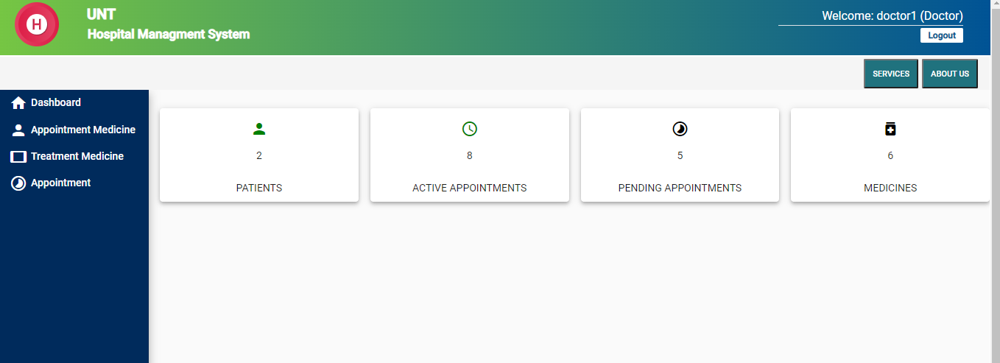 H
UNT
Hospital Managment System
Welcome: doctor1 (Doctor)
Logout
SERVICES
ABOUT US
Dashboard
Appointment Medicine
Treatment Medicine
Appointment
2
PATIENTS
8
ACTIVE APPOINTMENTS
5
PENDING APPOINTMENTS
6
MEDICINES